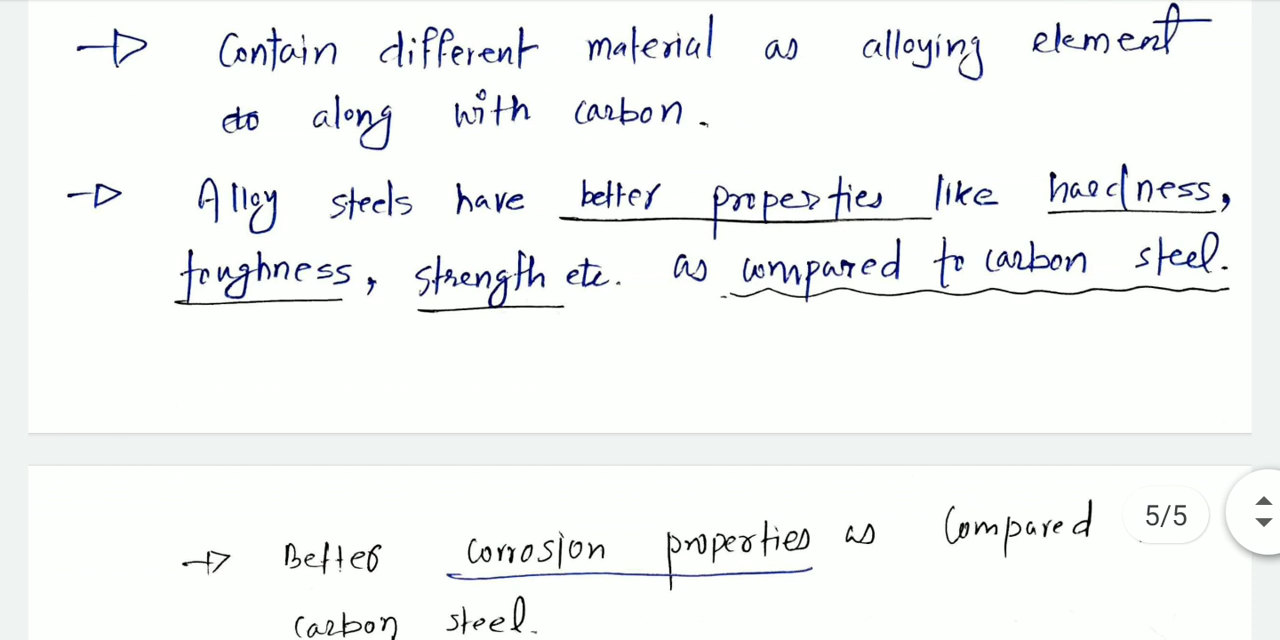 → Contain different material as alloying element
to along with carbon.
→ Alloy steels have better properties like hardness,
toughness, strength etc. as compared to carbon steel.
5/5
→ Better corrosion properties as Compared
carbon steel.